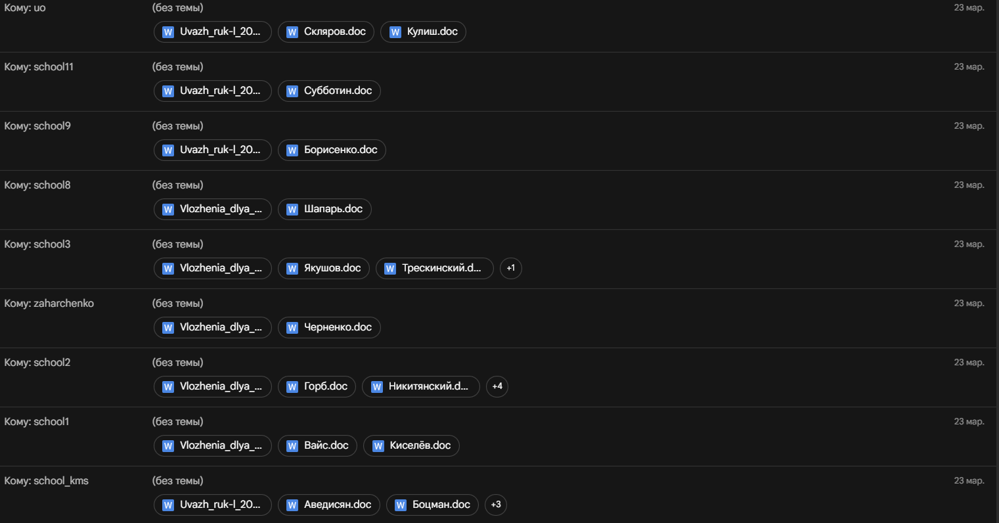 Кому: uo (без темы) 23 мар.
W Uvazh_ruk-l_20... W Скляров.doc W Кулиш.doc
Кому: school11 (без темы) 23 мар.
W Uvazh_ruk-l_20... W Субботин.doc
Кому: school9 (без темы) 23 мар.
W Uvazh_ruk-l_20... W Борисенко.doc
Кому: school8 (без темы) 23 мар.
W Vlozhenia_dlya_... W Шапарь.doc
Кому: school3 (без темы) 23 мар.
W Vlozhenia_dlya_... W Якушов.doc W Трескинский.d... +1
Кому: zaharchenko (без темы) 23 мар.
W Vlozhenia_dlya_... W Черненко.doc
Кому: school2 (без темы) 23 мар.
W Vlozhenia_dlya_... W Горб.doc W Никитянский.d... +4
Кому: school1 (без темы) 23 мар.
W Vlozhenia_dlya_... W Вайс.doc W Киселёв.doc
Кому: school_kms (без темы) 23 мар.
W Uvazh_ruk-l_20... W Аведисян.doc W Боцман.doc +3